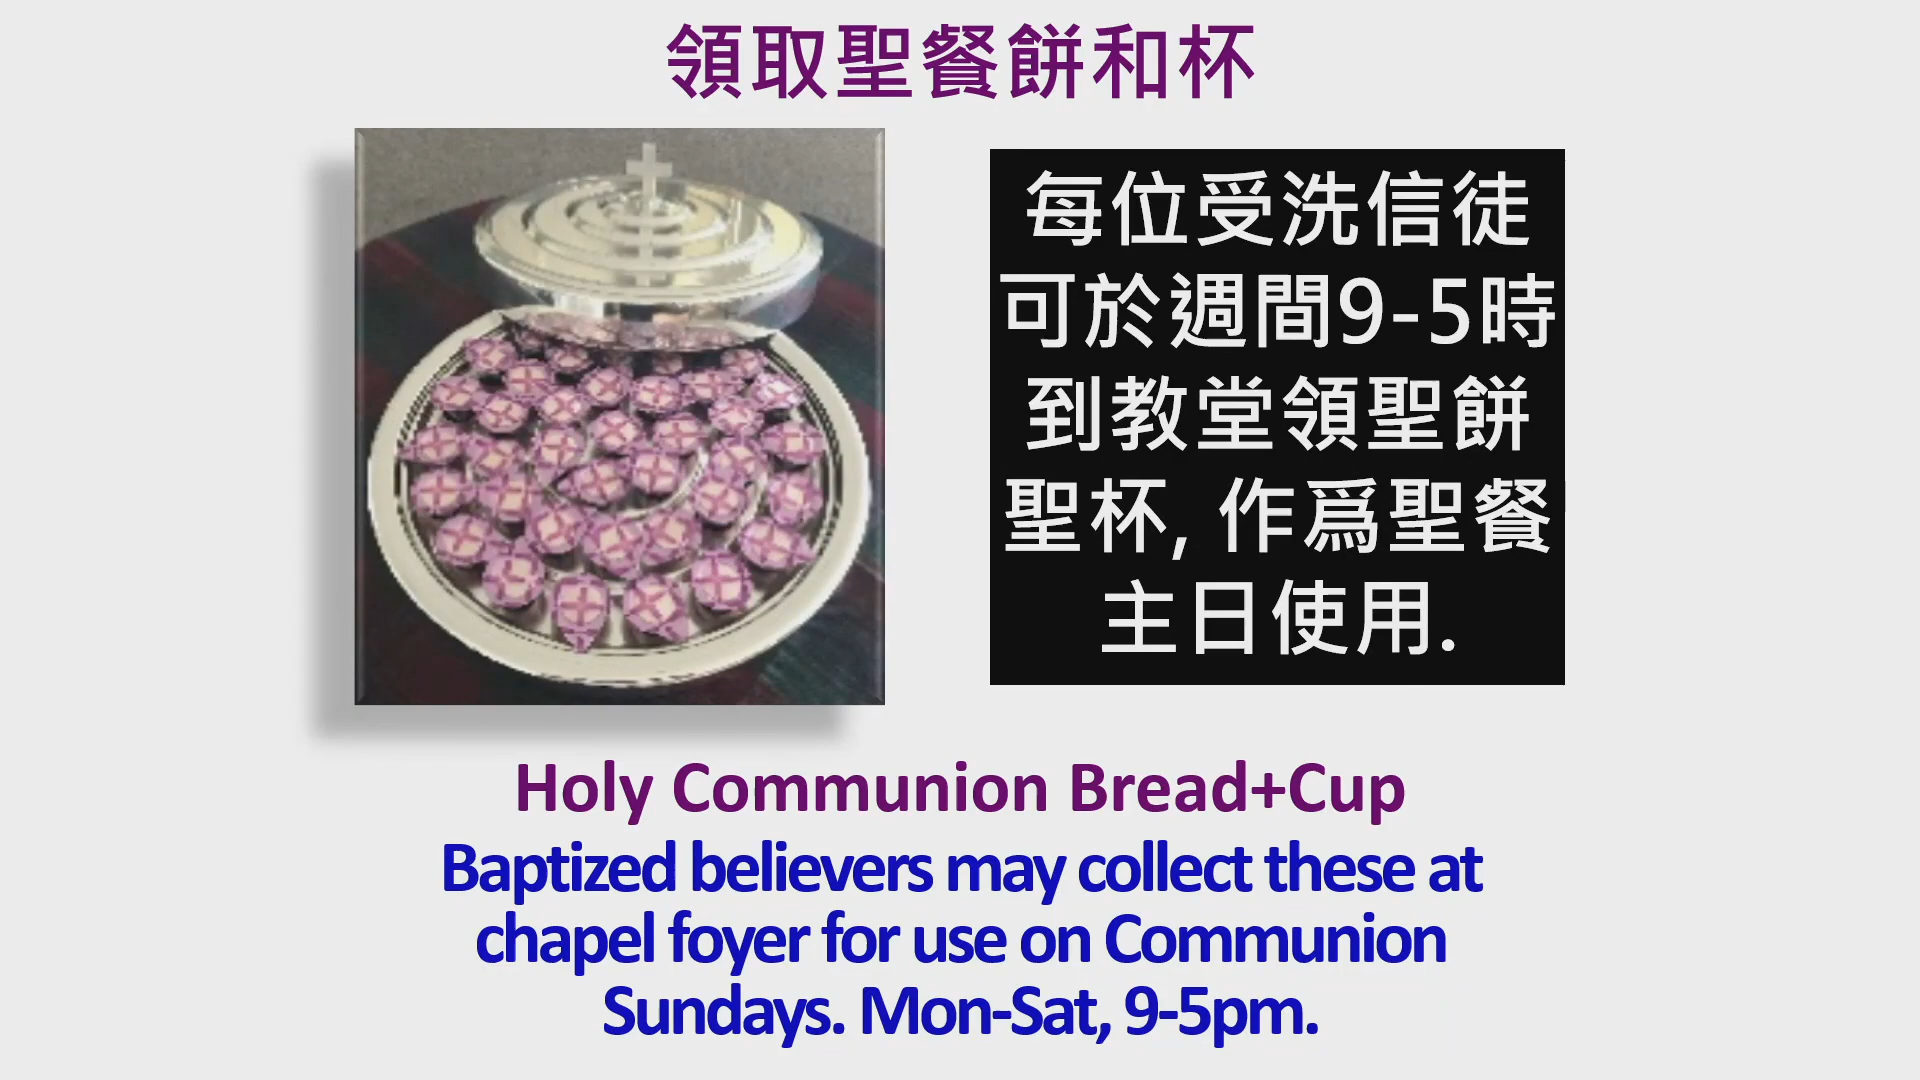 領取聖餐餅和杯
每位受洗信徒
可於週間9-5時
到教堂領聖餅
聖杯, 作爲聖餐
主日使用.
Holy Communion Bread+Cup
Baptized believers may collect these at
chapel foyer for use on Communion
Sundays. Mon-Sat, 9-5pm.